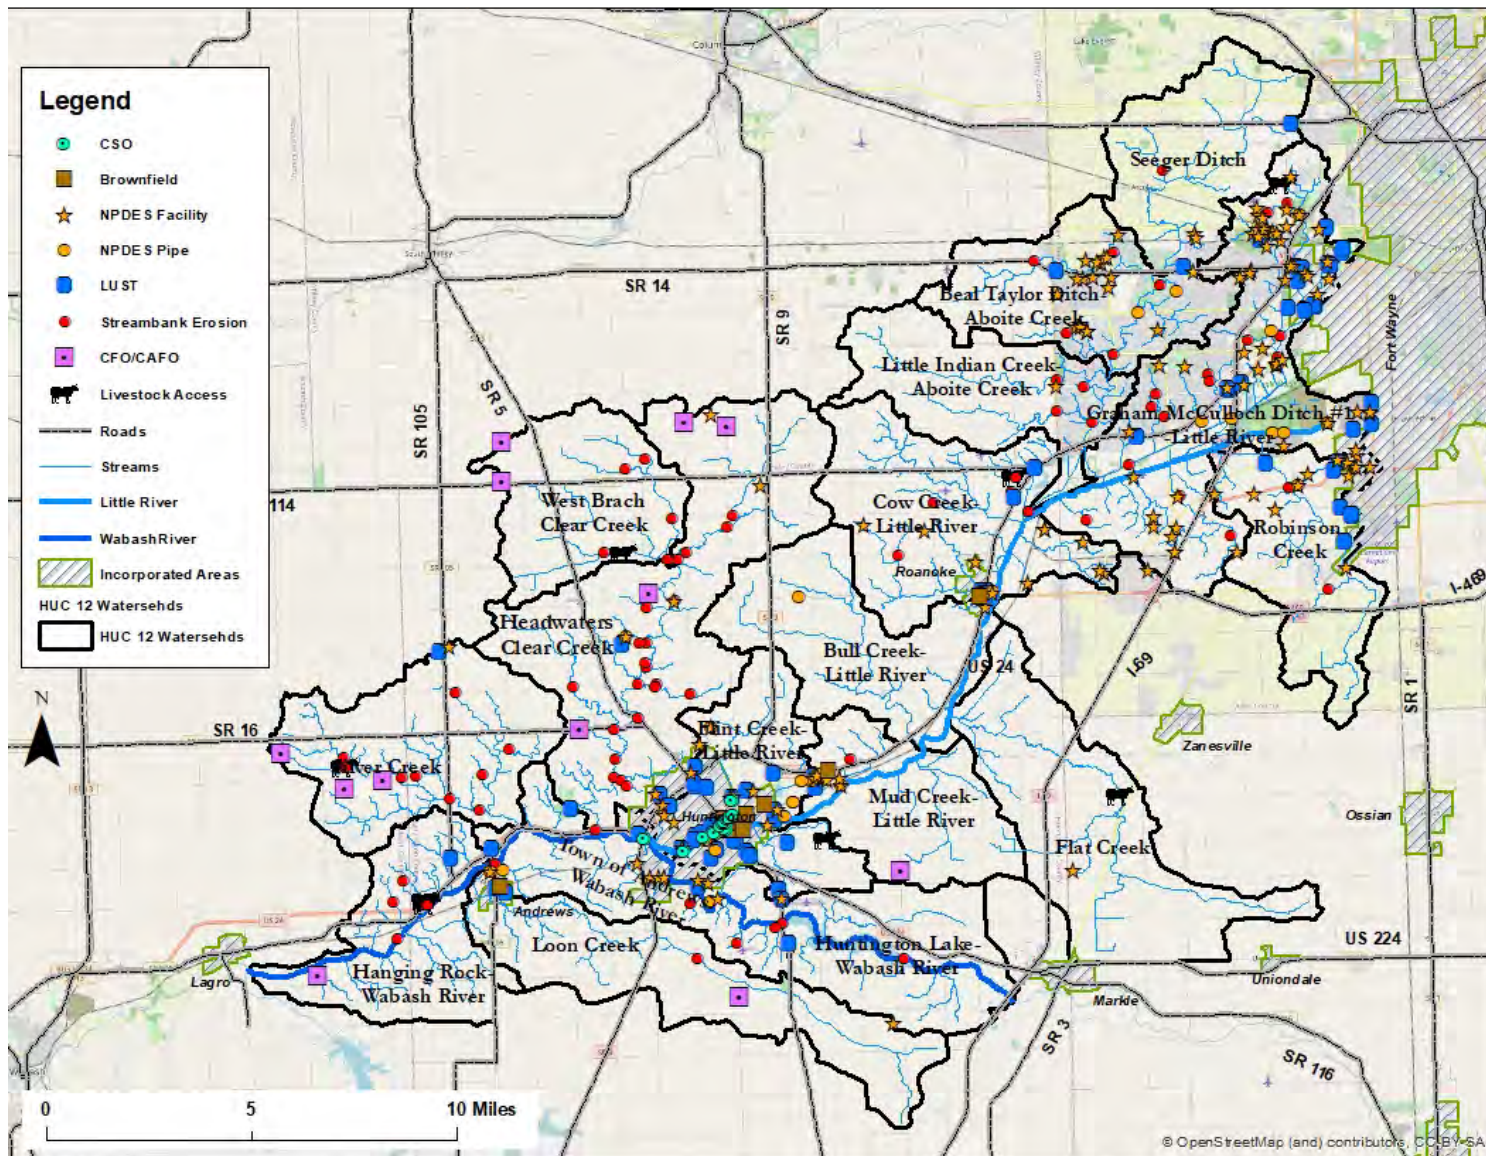 Legend
CSO
Brownfield
NPDES Facility
NPDES Pipe
LUST
Streambank Erosion
CFO/CAFO
Livestock Access
Roads
Streams
Little River
Wabash River
Incorporated Areas
HUC 12 Watersehds
HUC 12 Watersehds
N
Seeger Ditch
SR 14
SR 9
Beal Taylor Ditch-
Aboite Creek
Fort Wayne
Little Indian Creek-
Aboite Creek
SR 5
SR 105
Graham McCulloch Ditch #1
-Little River
114
West Brach
Clear Creek
Cow Creek-
Little River
Robinson
Creek
Roanoke
I-469
Headwaters
Clear Creek
Bull Creek-
Little River
US 24
I-69
SR 1
SR 16
Flint Creek-
Little River
Zanesville
Mud Creek-
Little River
Huntington
Ossian
Flat Creek
Town of Andrews-
Wabash River
Andrews
Loon Creek
Huntington Lake-
Wabash River
US 224
Hanging Rock-
Wabash River
Lagro
Markle
Uniondale
SR 3
SR 116
0 5 10 Miles
© OpenStreetMap (and) contributors, CC-BY-SA